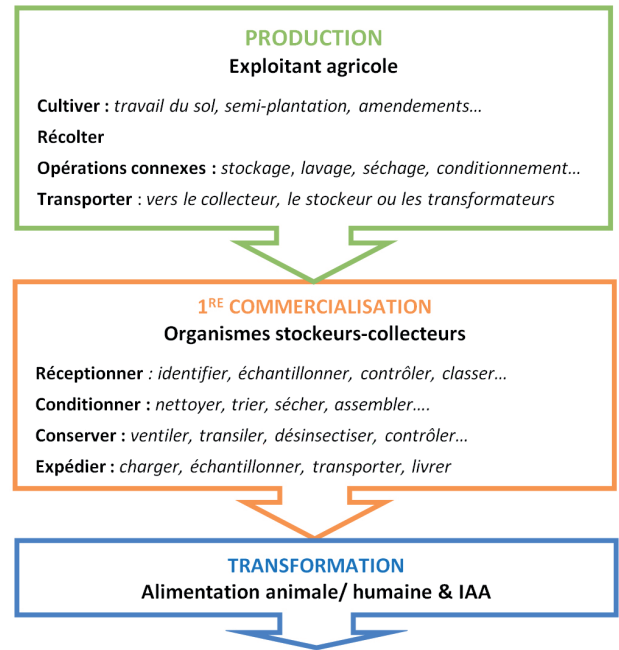 PRODUCTION
Exploitant agricole
Cultiver : travail du sol, semi-plantation, amendements…
Récolter
Opérations connexes : stockage, lavage, séchage, conditionnement…
Transporter : vers le collecteur, le stockeur ou les transformateurs
1RE COMMERCIALISATION
Organismes stockeurs-collecteurs
Réceptionner : identifier, échantillonner, contrôler, classer…
Conditionner : nettoyer, trier, sécher, assembler….
Conserver : ventiler, transiler, désinsectiser, contrôler…
Expédier : charger, échantillonner, transporter, livrer
TRANSFORMATION
Alimentation animale/ humaine & IAA